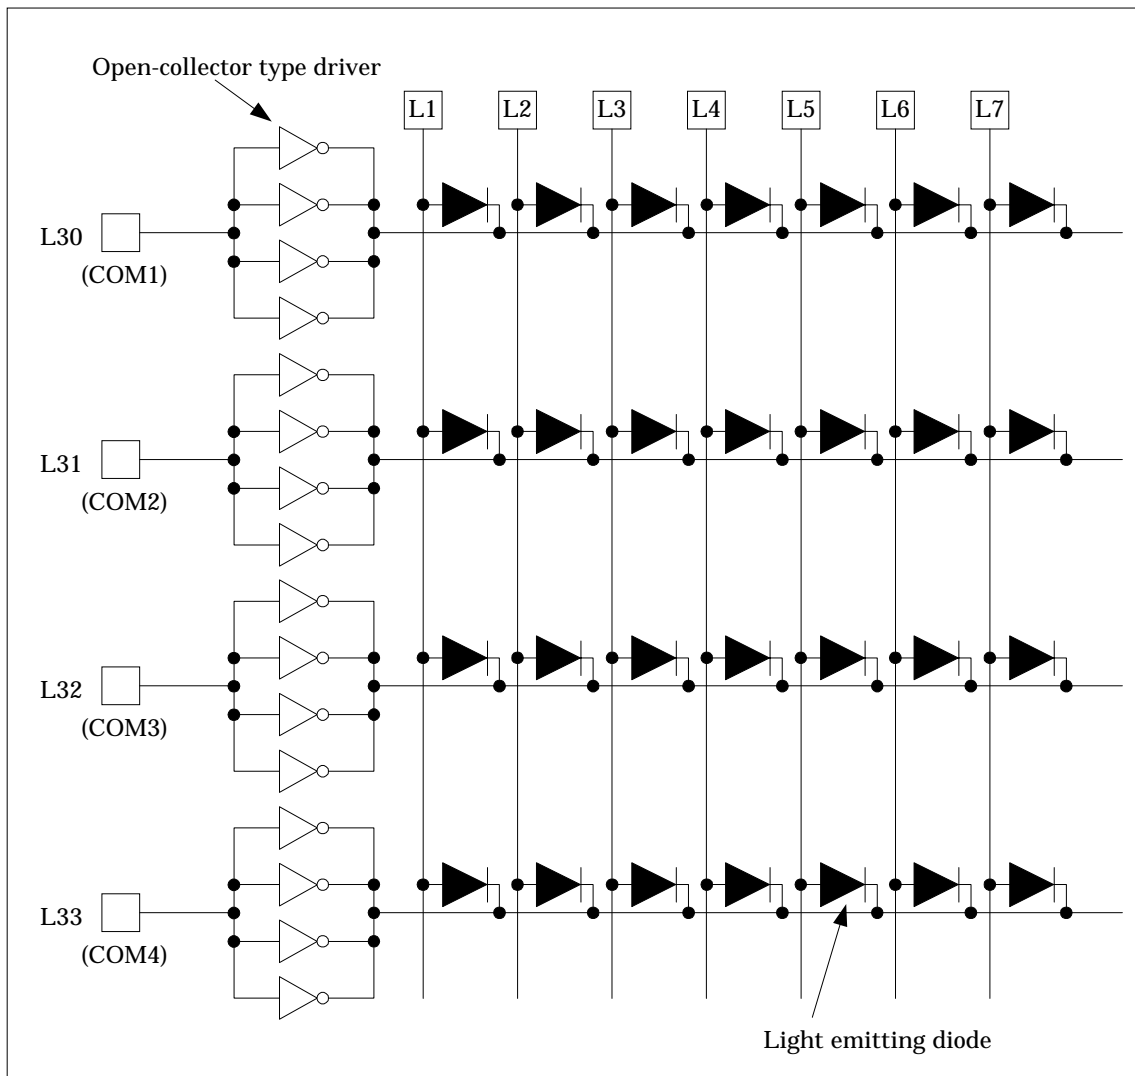 Open-collector type driver
L1 L2 L3 L4 L5 L6 L7
L30
(COM1)
L31
(COM2)
L32
(COM3)
L33
(COM4)
Light emitting diode